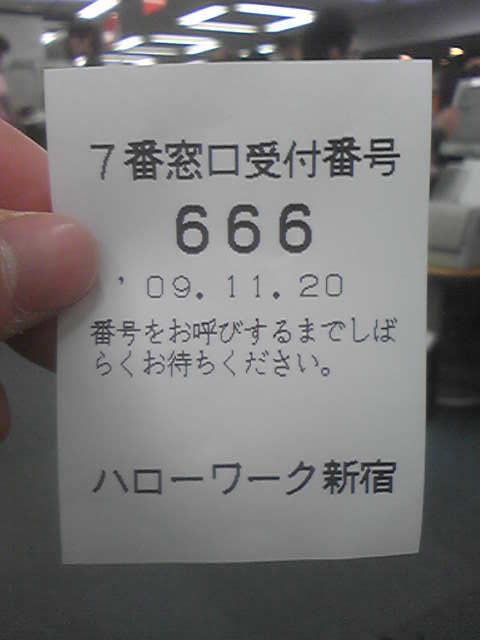 7番窓口受付番号
666
'09.11.20
番号をお呼びするまでしば
らくお待ちください。
ハローワーク新宿